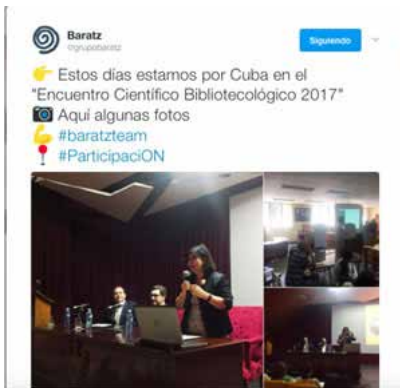 Baratz
@grupobaratz
Siguiendo
👉 Estos días estamos por Cuba en el
"Encuentro Científico Bibliotecológico 2017"
📷 Aquí algunas fotos
💪 #baratzteam
📍 #ParticipaciON